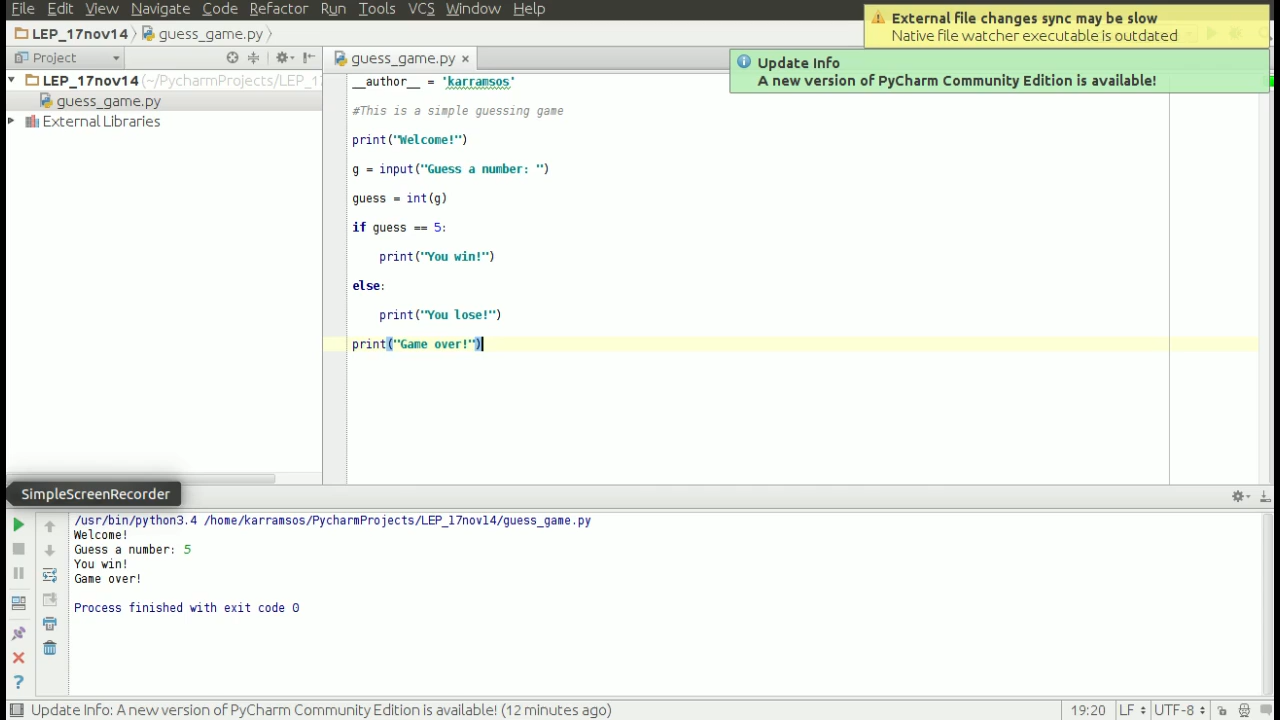 File Edit View Navigate Code Refactor Run Tools VCS Window Help
External file changes sync may be slow
Native file watcher executable is outdated
LEP_17nov14 guess_game.py
Project
guess_game.py
Update Info
A new version of PyCharm Community Edition is available!
LEP_17nov14 (~/PycharmProjects/LEP_17
guess_game.py
External Libraries
__author__ = 'karramsos'
#This is a simple guessing game
print("Welcome!")
g = input("Guess a number: ")
guess = int(g)
if guess == 5:
print("You win!")
else:
print("You lose!")
print("Game over!")
SimpleScreenRecorder
/usr/bin/python3.4 /home/karramsos/PycharmProjects/LEP_17nov14/guess_game.py
Welcome!
Guess a number: 5
You win!
Game over!
Process finished with exit code 0
?
Update Info: A new version of PyCharm Community Edition is available! (12 minutes ago)
19:20 LF UTF-8